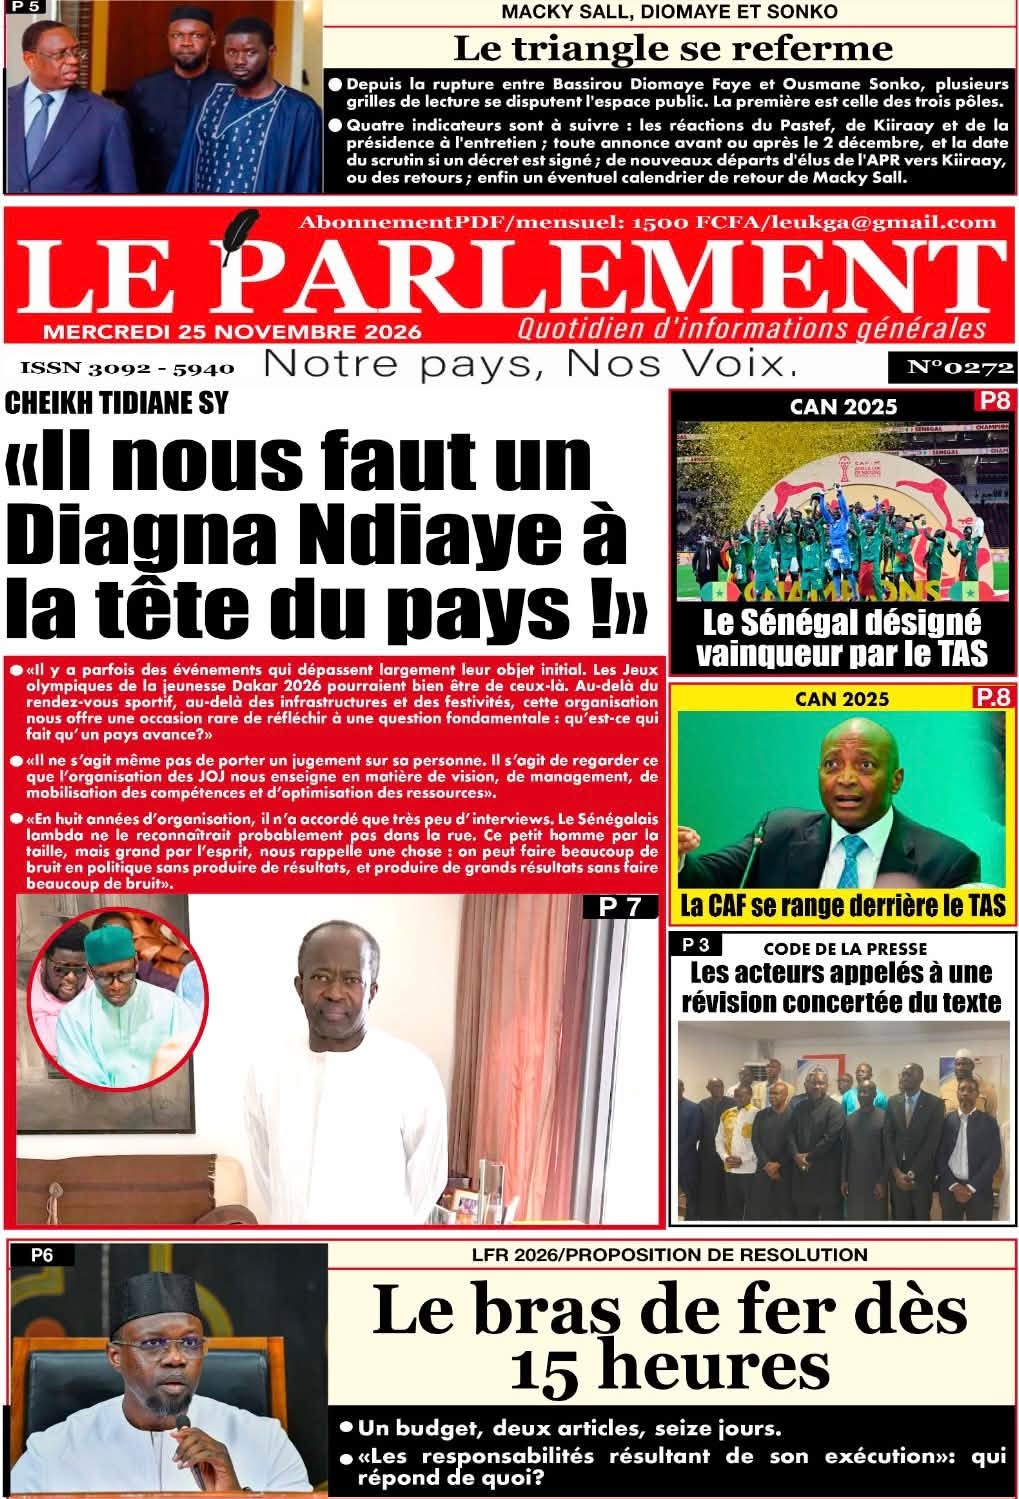 P 5
MACKY SALL, DIOMAYE ET SONKO
Le triangle se referme
Depuis la rupture entre Bassirou Diomaye Faye et Ousmane Sonko, plusieurs
grilles de lecture se disputent l'espace public. La première est celle des trois pôles.
Quatre indicateurs sont à suivre : les réactions du Pastef, de Kiiraay et de la
présidence à l'entretien ; toute annonce avant ou après le 2 décembre, et la date
du scrutin si un décret est signé ; de nouveaux départs d'élus de l'APR vers Kiiraay,
ou des retours ; enfin un éventuel calendrier de retour de Macky Sall.
AbonnementPDF/mensuel: 1500 FCFA/leukga@gmail.com
LE PARLEMENT
MERCREDI 25 NOVEMBRE 2026
Quotidien d'informations générales
ISSN 3092 - 5940
Notre pays, Nos Voix.
N°0272
CHEIKH TIDIANE SY
«Il nous faut un
Diagna Ndiaye à
la tête du pays !»
«Il y a parfois des événements qui dépassent largement leur objet initial. Les Jeux
olympiques de la jeunesse Dakar 2026 pourraient bien être de ceux-là. Au-delà du
rendez-vous sportif, au-delà des infrastructures et des festivités, cette organisation
nous offre une occasion rare de réfléchir à une question fondamentale : qu'est-ce qui
fait qu'un pays avance?»
«Il ne s'agit même pas de porter un jugement sur sa personne. Il s'agit de regarder ce
que l'organisation des JOJ nous enseigne en matière de vision, de management, de
mobilisation des compétences et d'optimisation des ressources».
«En huit années d'organisation, il n'a accordé que très peu d'interviews. Le Sénégalais
lambda ne le reconnaîtrait probablement pas dans la rue. Ce petit homme par la
taille, mais grand par l'esprit, nous rappelle une chose : on peut faire beaucoup de
bruit en politique sans produire de résultats, et produire de grands résultats sans faire
beaucoup de bruit».
P 7
CAN 2025
P8
SENEGAL
CHAMPIONS
Le Sénégal désigné
vainqueur par le TAS
CAN 2025
P.8
La CAF se range derrière le TAS
P 3
CODE DE LA PRESSE
Les acteurs appelés à une
révision concertée du texte
P6
LFR 2026/PROPOSITION DE RESOLUTION
Le bras de fer dès
15 heures
Un budget, deux articles, seize jours.
«Les responsabilités résultant de son exécution»: qui
répond de quoi?